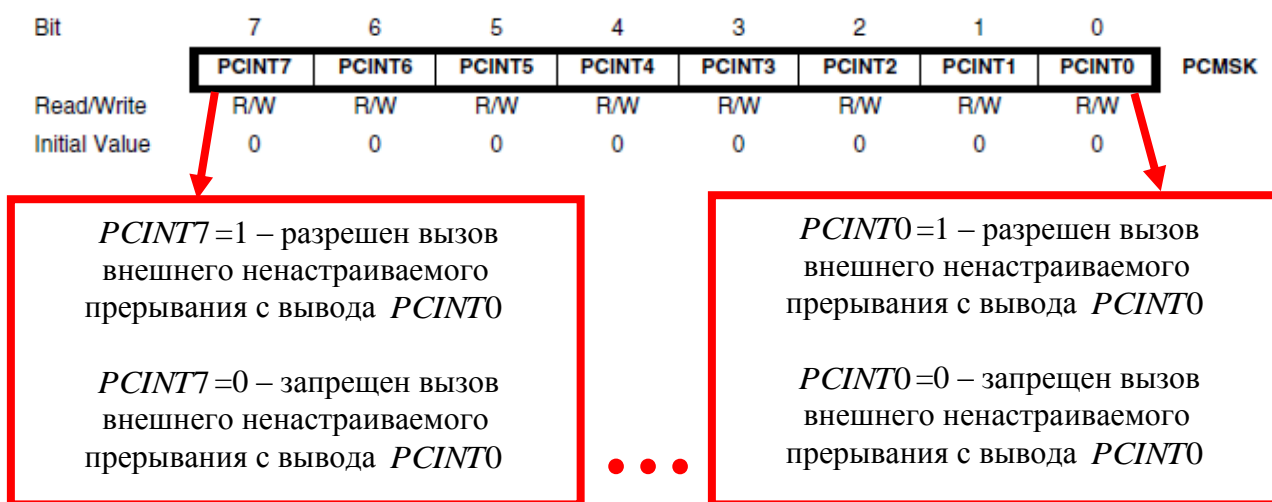 Bit 7 6 5 4 3 2 1 0
PCINT7 PCINT6 PCINT5 PCINT4 PCINT3 PCINT2 PCINT1 PCINT0 PCMSK
Read/Write R/W R/W R/W R/W R/W R/W R/W R/W
Initial Value 0 0 0 0 0 0 0 0
PCINT7=1 – разрешен вызов
внешнего ненастраиваемого
прерывания с вывода PCINT0
PCINT7=0 – запрещен вызов
внешнего ненастраиваемого
прерывания с вывода PCINT0
PCINT0=1 – разрешен вызов
внешнего ненастраиваемого
прерывания с вывода PCINT0
PCINT0=0 – запрещен вызов
внешнего ненастраиваемого
прерывания с вывода PCINT0